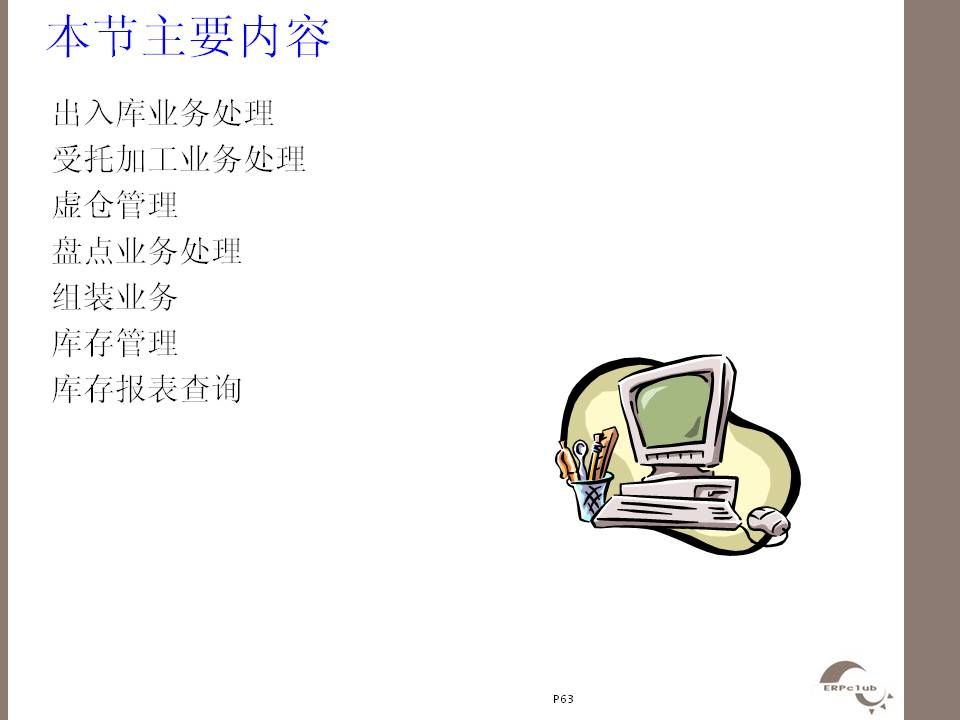 本节主要内容
出入库业务处理
受托加工业务处理
虚仓管理
盘点业务处理
组装业务
库存管理
库存报表查询
P63
ERPclub